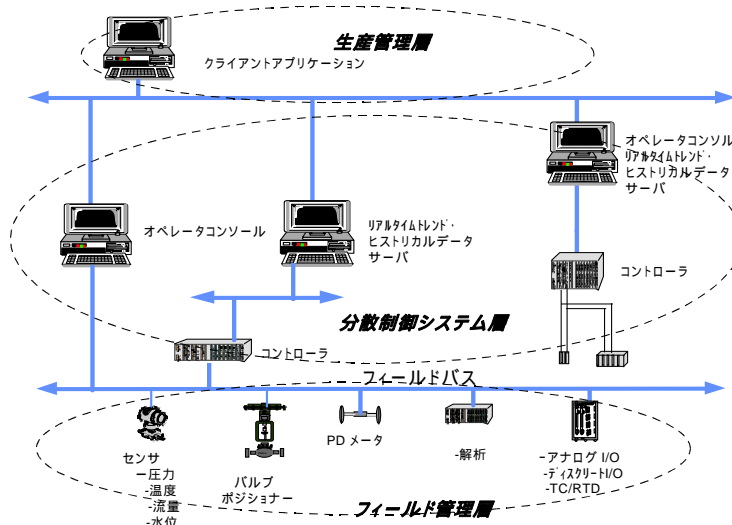 生産管理層
クライアントアプリケーション
オペレータコンソル
ﾘｱﾙﾀｲﾑﾄﾚﾝﾄﾞ･
ヒストリカルデータ
サーバ
オペレータコンソール
ﾘｱﾙﾀｲﾑﾄﾚﾝﾄﾞ･
ヒストリカルデータ
サーバ
コントローラ
分散制御システム層
コントローラ
フィールドバス
センサ
ー圧力
-温度
-流量
-水位
バルブ
ポジショナー
PD メータ
-解析
-アナログ I/O
-ﾃﾞｨｽｸﾘｰﾄI/O
-TC/RTD
フィールド管理層